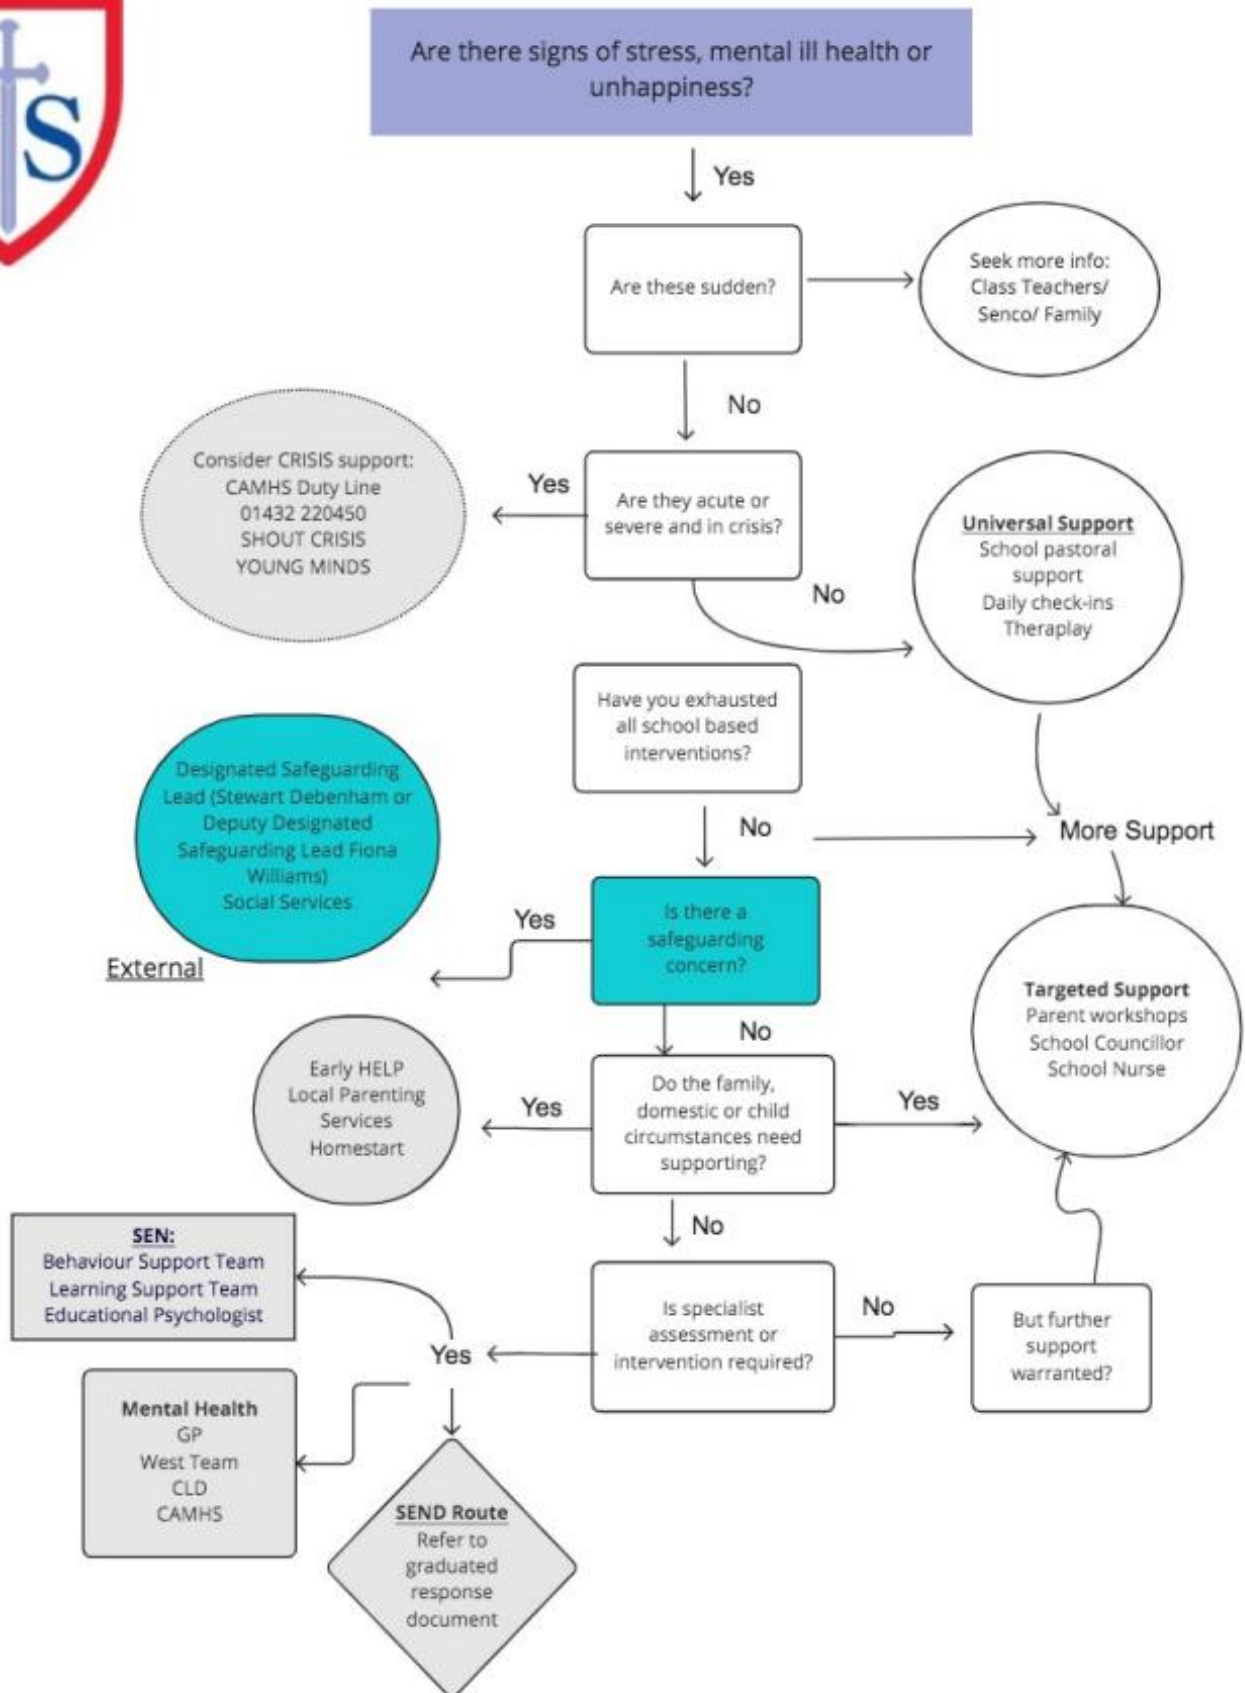 S
Are there signs of stress, mental ill health or
unhappiness?
Yes
Are these sudden?
Seek more info:
Class Teachers/
Senco/ Family
No
Consider CRISIS support:
CAMHS Duty Line
01432 220450
SHOUT CRISIS
YOUNG MINDS
Yes
Are they acute or
severe and in crisis?
No
Universal Support
School pastoral
support
Daily check-ins
Theraplay
Have you exhausted
all school based
interventions?
No
More Support
Designated Safeguarding
Lead (Stewart Debenham or
Deputy Designated
Safeguarding Lead Fiona
Williams)
Social Services
External
Yes
Is there a
safeguarding
concern?
No
Targeted Support
Parent workshops
School Councillor
School Nurse
Early HELP
Local Parenting
Services
Homestart
Yes
Do the family,
domestic or child
circumstances need
supporting?
Yes
No
SEN:
Behaviour Support Team
Learning Support Team
Educational Psychologist
Yes
Is specialist
assessment or
intervention required?
No
But further
support
warranted?
Mental Health
GP
West Team
CLD
CAMHS
SEND Route
Refer to
graduated
response
document